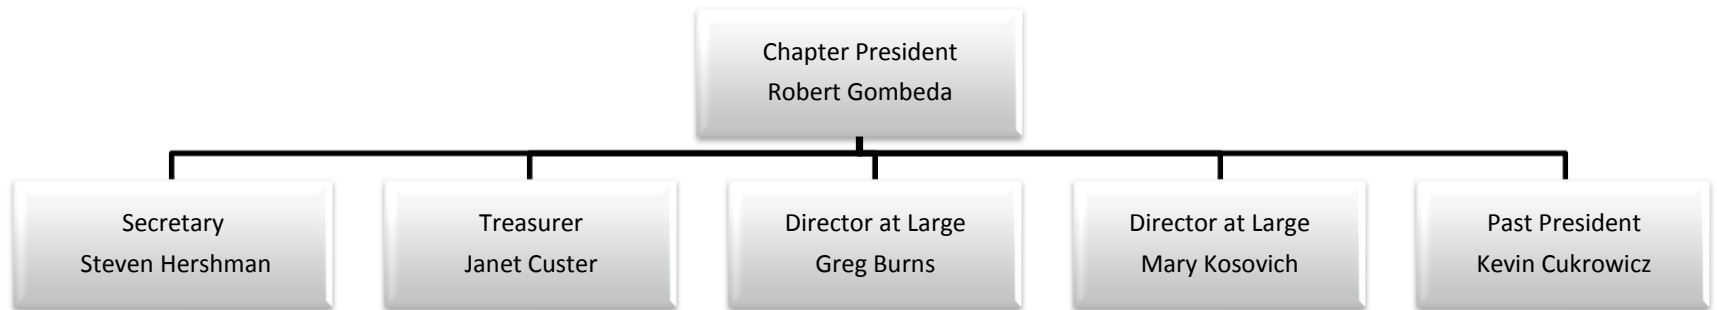 Chapter President
Robert Gombeda
Secretary
Steven Hershman
Treasurer
Janet Custer
Director at Large
Greg Burns
Director at Large
Mary Kosovich
Past President
Kevin Cukrowicz